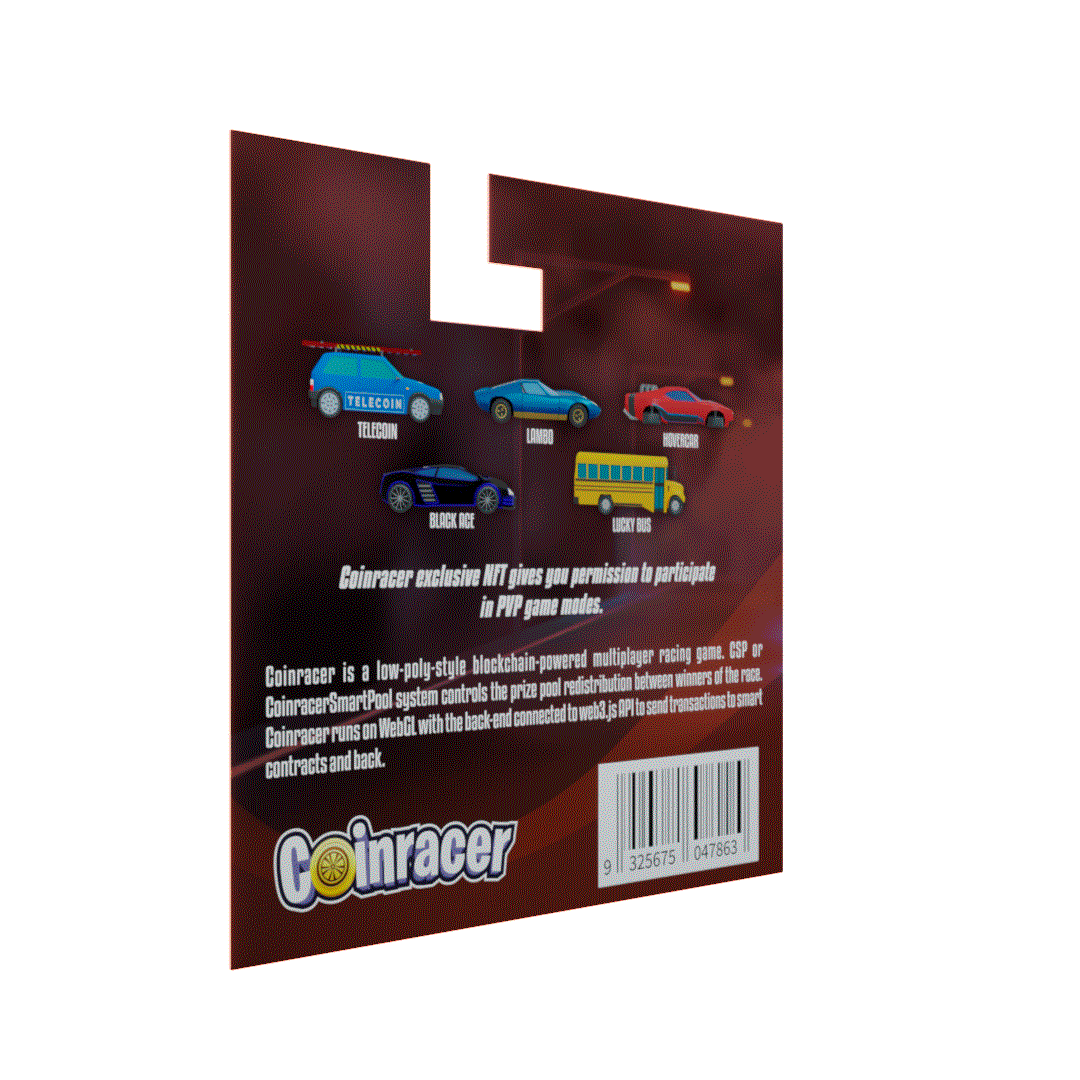 TELECOIN
TELECOIN
LAMBO
HOVERCAR
BLACK ACE
LUCKY BUS
Coinracer exclusive NFT gives you permission to participate
in PVP game modes.
Coinracer is a low-poly-style blockchain-powered multiplayer racing game. CSP or
CoinracerSmartPool system controls the prize pool redistribution between winners of the race.
Coinracer runs on WebGL with the back-end connected to web3.js API to send transactions to smart
contracts and back.
Coinracer
9 325675 047863